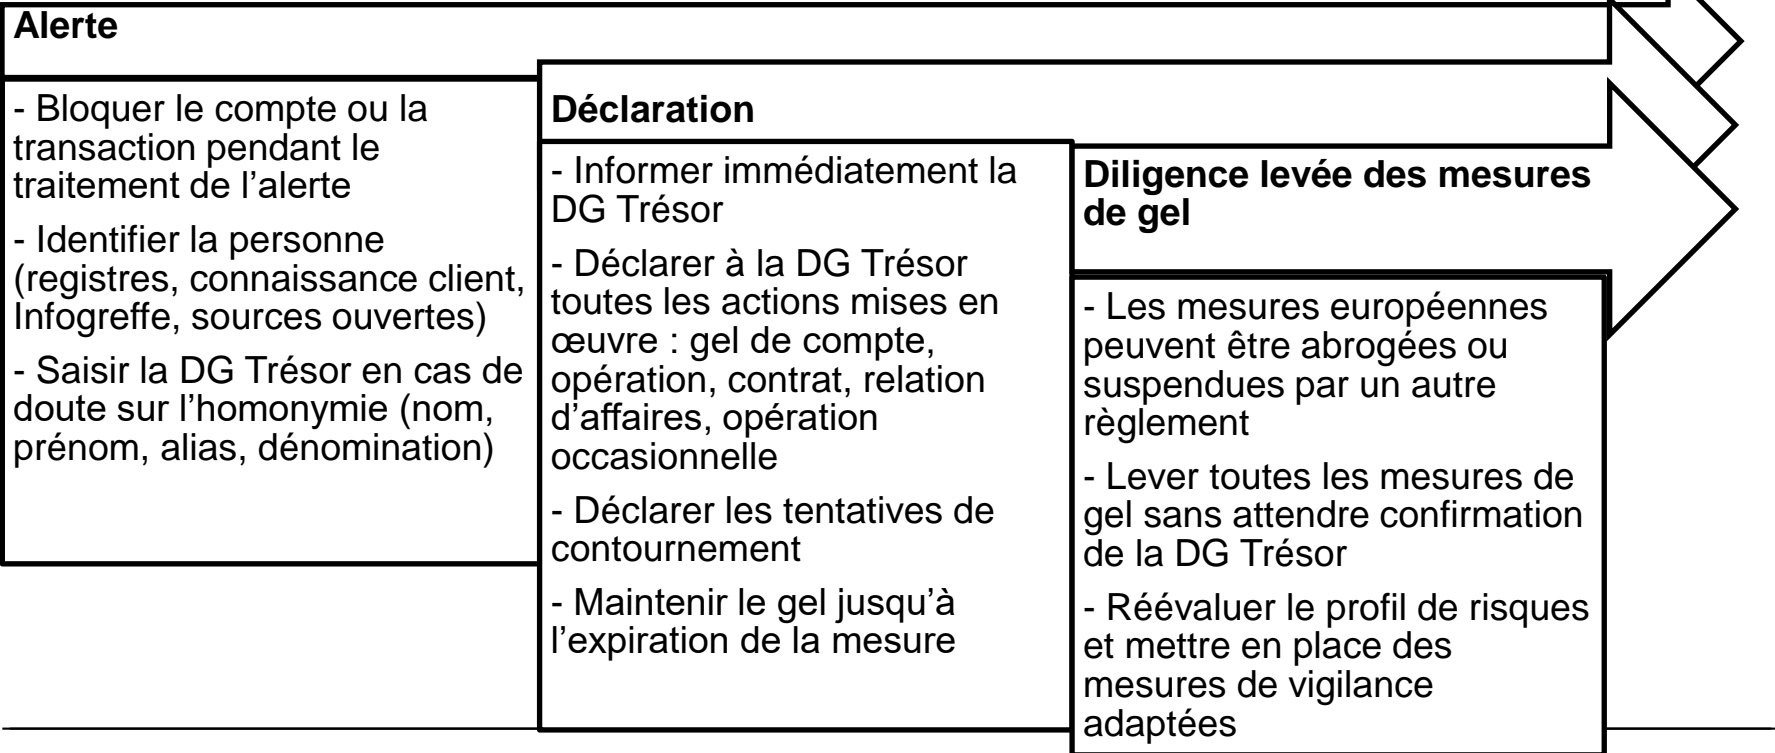 Alerte
- Bloquer le compte ou la
transaction pendant le
traitement de l’alerte
- Identifier la personne
(registres, connaissance client,
Infogreffe, sources ouvertes)
- Saisir la DG Trésor en cas de
doute sur l’homonymie (nom,
prénom, alias, dénomination)
Déclaration
- Informer immédiatement la
DG Trésor
- Déclarer à la DG Trésor
toutes les actions mises en
œuvre : gel de compte,
opération, contrat, relation
d’affaires, opération
occasionnelle
- Déclarer les tentatives de
contournement
- Maintenir le gel jusqu’à
l’expiration de la mesure
Diligence levée des mesures
de gel
- Les mesures européennes
peuvent être abrogées ou
suspendues par un autre
règlement
- Lever toutes les mesures de
gel sans attendre confirmation
de la DG Trésor
- Réévaluer le profil de risques
et mettre en place des
mesures de vigilance
adaptées